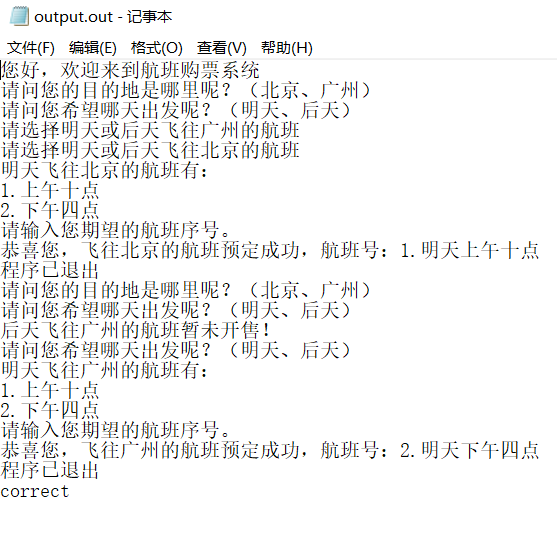 output.out - 记事本
文件(F) 编辑(E) 格式(O) 查看(V) 帮助(H)
您好，欢迎来到航班购票系统
请问您的目的地是哪里呢？（北京、广州）
请问您希望哪天出发呢？（明天、后天）
请选择明天或后天飞往广州的航班
请选择明天或后天飞往北京的航班
明天飞往北京的航班有：
1.上午十点
2.下午四点
请输入您期望的航班序号。
恭喜您，飞往北京的航班预定成功，航班号：1.明天上午十点
程序已退出
请问您的目的地是哪里呢？（北京、广州）
请问您希望哪天出发呢？（明天、后天）
后天飞往广州的航班暂未开售！
请问您希望哪天出发呢？（明天、后天）
明天飞往广州的航班有：
1.上午十点
2.下午四点
请输入您期望的航班序号。
恭喜您，飞往广州的航班预定成功，航班号：2.明天下午四点
程序已退出
correct